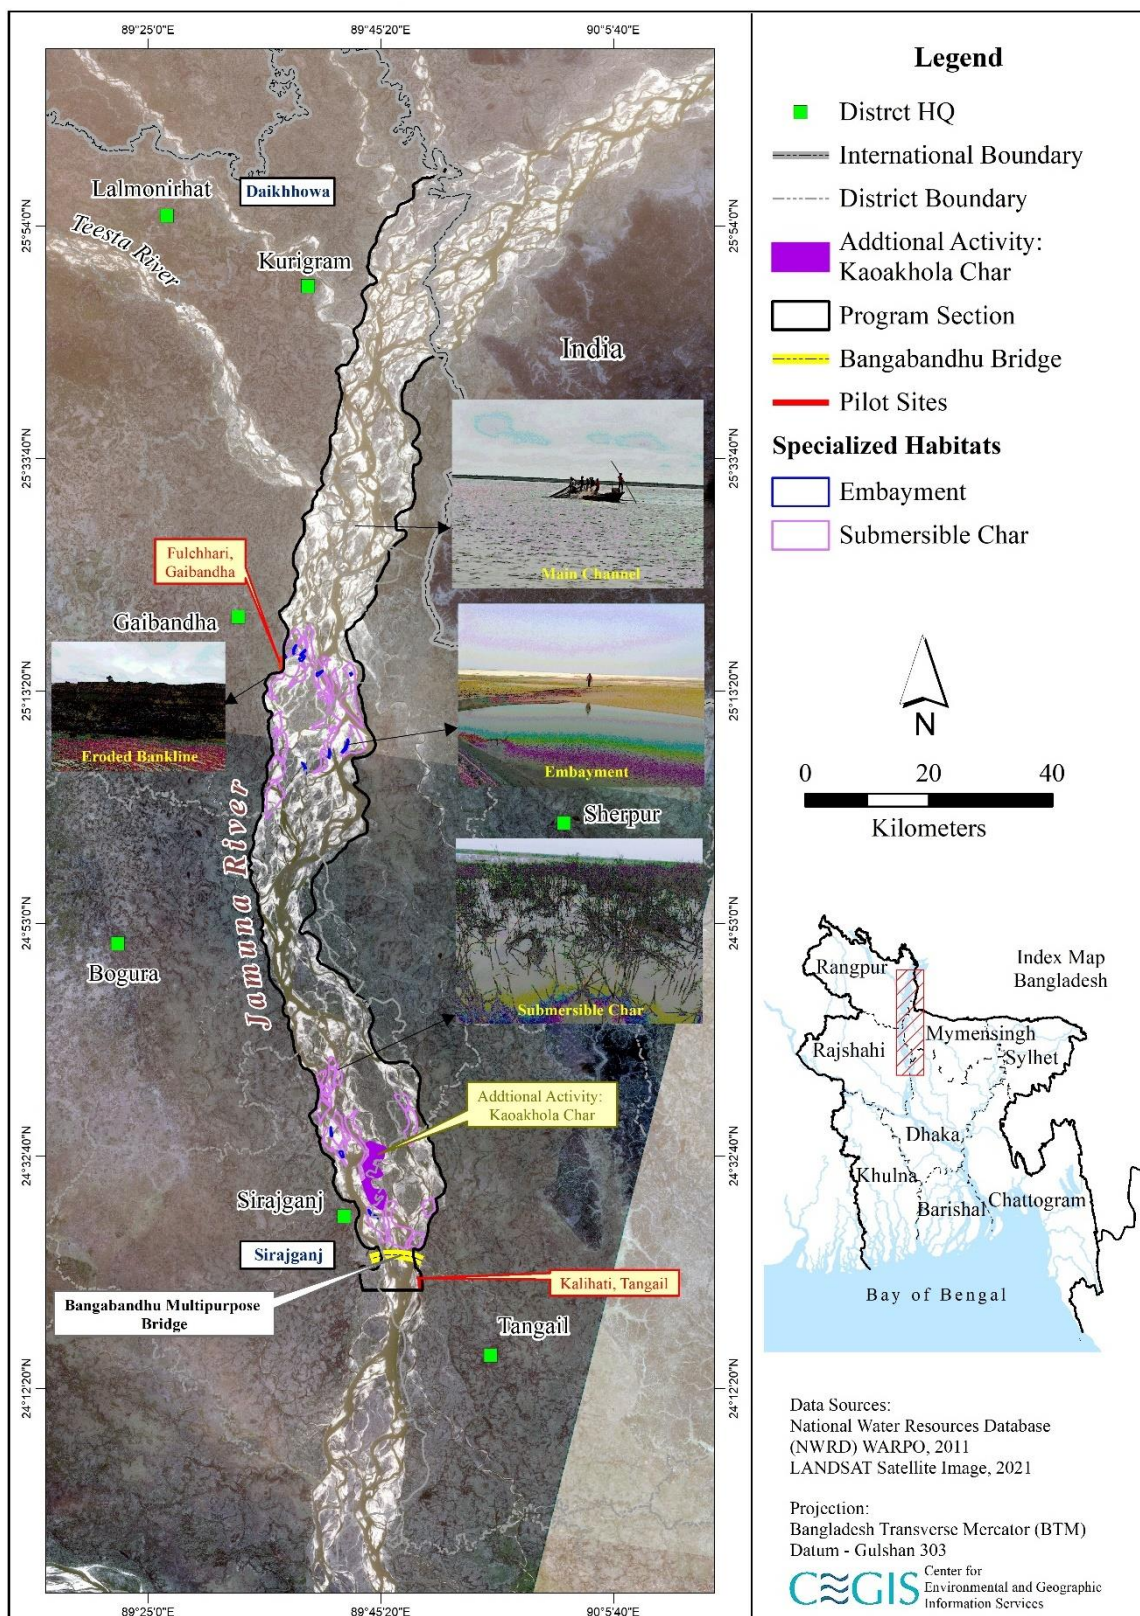 89°25'0"E
89°45'20"E
90°5'40"E
25°54'0"N
25°33'40"N
25°13'20"N
24°53'0"N
24°32'40"N
24°12'20"N
25°54'0"N
25°33'40"N
25°13'20"N
24°53'0"N
24°32'40"N
24°12'20"N
Lalmonirhat
Daikhhowa
Teesta River
Kurigram
India
Main Channel
Fulchhari,
Gaibandha
Gaibandha
Eroded Bankline
Embayment
Jamuna River
Sherpur
Bogura
Submersible Char
Addtional Activity:
Kaoakhola Char
Sirajganj
Sirajganj
Kalihati, Tangail
Bangabandhu Multipurpose
Bridge
Tangail
89°25'0"E
89°45'20"E
90°5'40"E
Legend
Distrct HQ
International Boundary
District Boundary
Addtional Activity:
Kaoakhola Char
Program Section
Bangabandhu Bridge
Pilot Sites
Specialized Habitats
Embayment
Submersible Char
N
0 20 40
Kilometers
Index Map
Bangladesh
Rangpur
Mymensingh
Rajshahi
Sylhet
Dhaka
Khulna
Barishal
Chattogram
Bay of Bengal
Data Sources:
National Water Resources Database
(NWRD) WARPO, 2011
LANDSAT Satellite Image, 2021
Projection:
Bangladesh Transverse Mercator (BTM)
Datum - Gulshan 303
CEGIS
Center for
Environmental and Geographic
Information Services